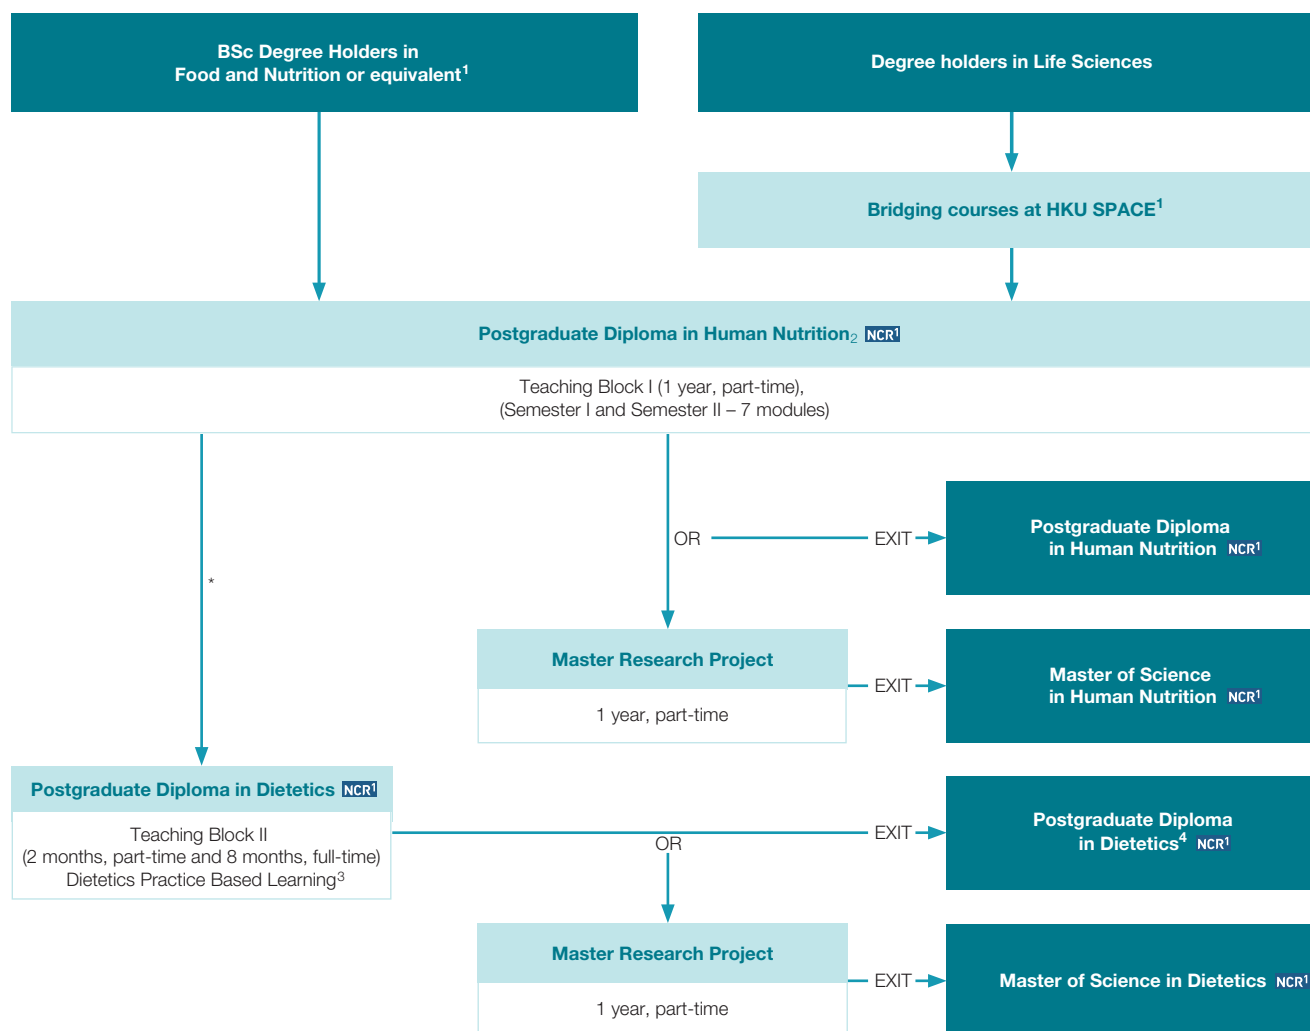 BSc Degree Holders in
Food and Nutrition or equivalent1
Degree holders in Life Sciences
Bridging courses at HKU SPACE1
Postgraduate Diploma in Human Nutrition2 NCR1
Teaching Block I (1 year, part-time),
(Semester I and Semester II – 7 modules)
OR
EXIT
Postgraduate Diploma
in Human Nutrition NCR1
*
Master Research Project
1 year, part-time
EXIT
Master of Science
in Human Nutrition NCR1
Postgraduate Diploma in Dietetics NCR1
Teaching Block II
(2 months, part-time and 8 months, full-time)
Dietetics Practice Based Learning3
OR
EXIT
Postgraduate Diploma
in Dietetics4 NCR1
Master Research Project
1 year, part-time
EXIT
Master of Science in Dietetics NCR1